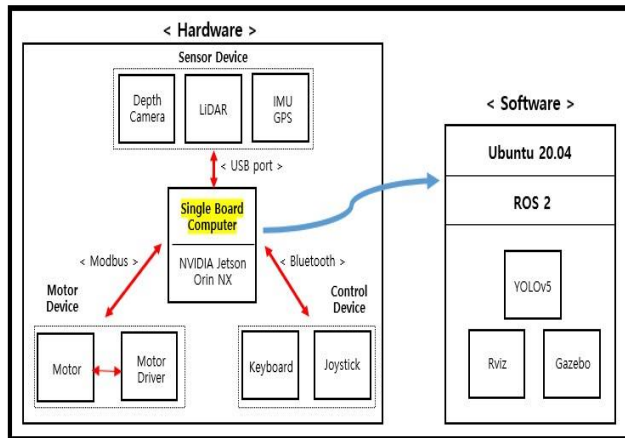 < Hardware >
Sensor Device
Depth
Camera
LiDAR
IMU
GPS
< USB port >
Single Board
Computer
NVIDIA Jetson
Orin NX
< Modbus >
< Bluetooth >
Motor
Device
Motor
Motor
Driver
Control
Device
Keyboard
Joystick
< Software >
Ubuntu 20.04
ROS 2
YOLOv5
Rviz
Gazebo